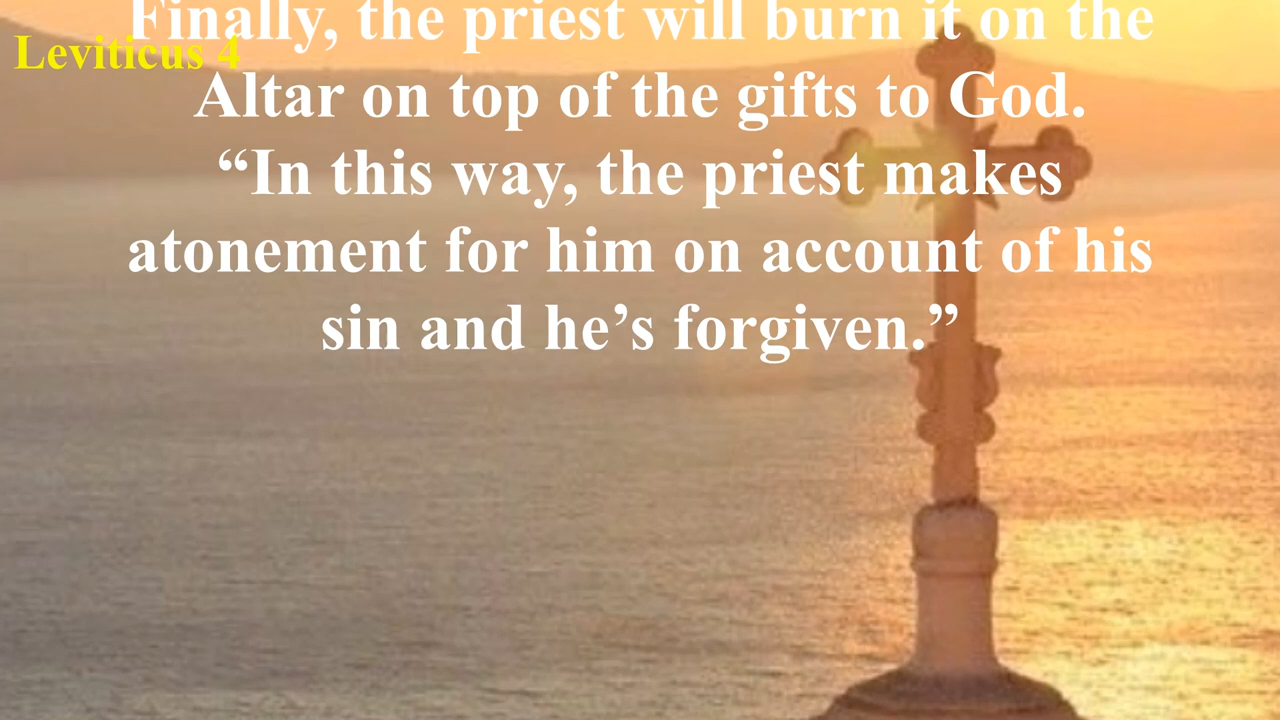 Finally, the priest will burn it on the
Leviticus 4
Altar on top of the gifts to God.
“In this way, the priest makes
atonement for him on account of his
sin and he’s forgiven.”